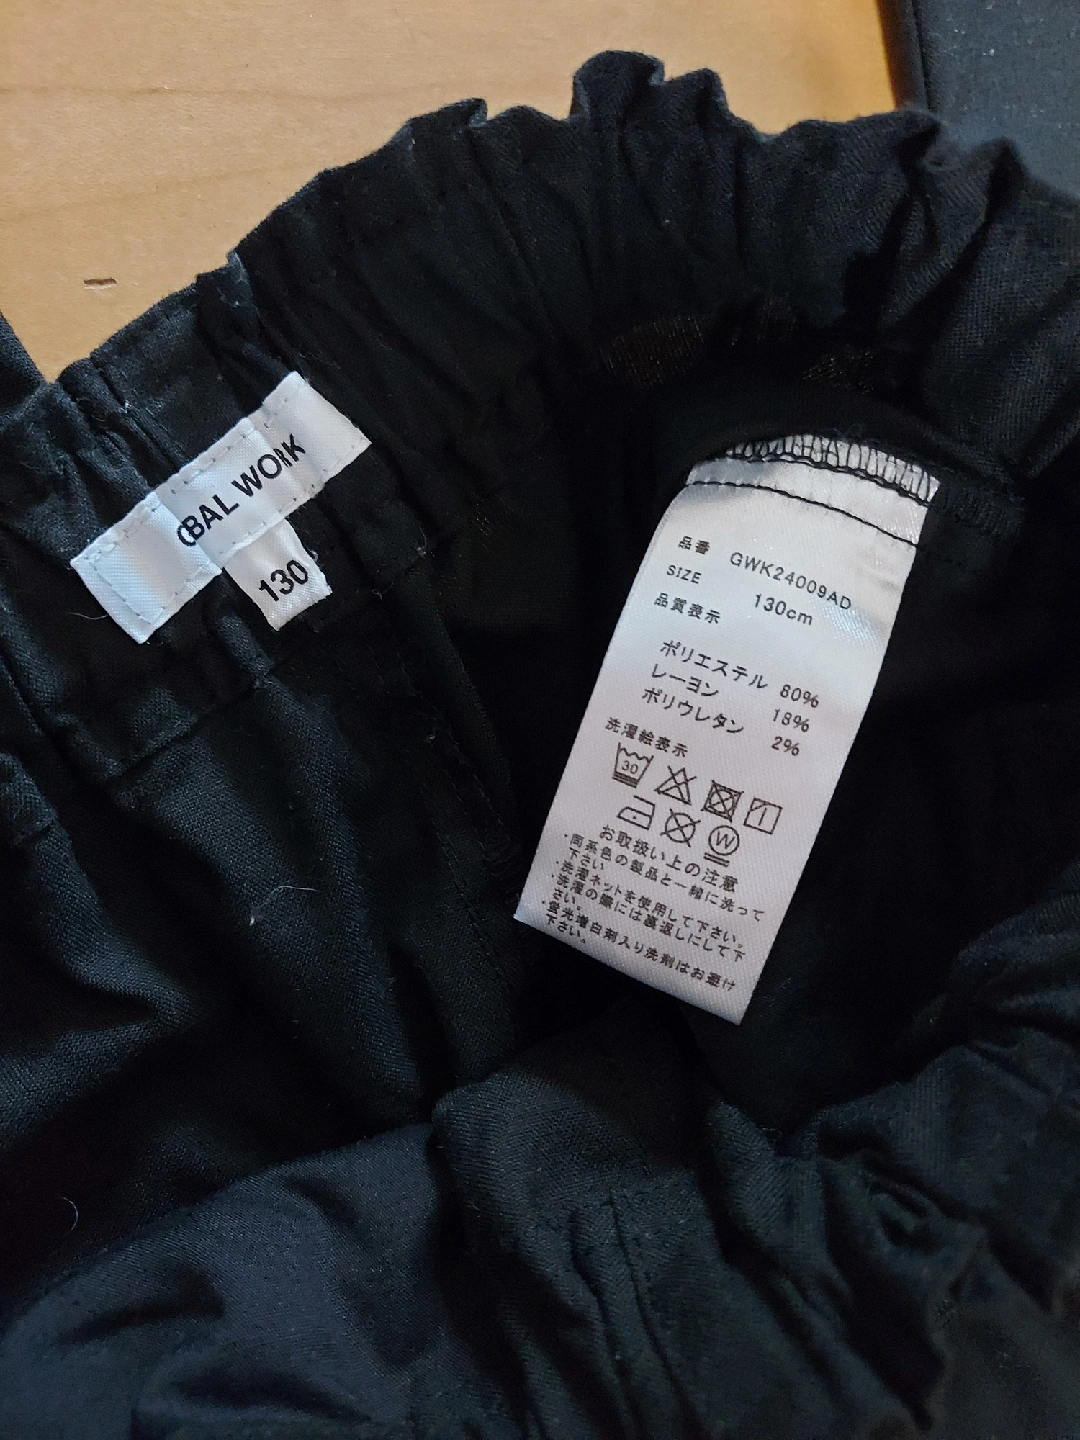 BAL WORK
130
品番 GWK24009AD
SIZE 130cm
品質表示
ポリエステル 80%
レーヨン 18%
ポリウレタン 2%
洗濯絵表示
30
W
お取扱い上の注意
・同系色の製品と一緒に洗って
下さい
・洗濯ネットを使用して下さい。
・洗濯の際には裏返しにして下
さい。
・蛍光増白剤入り洗剤はお避け
下さい。